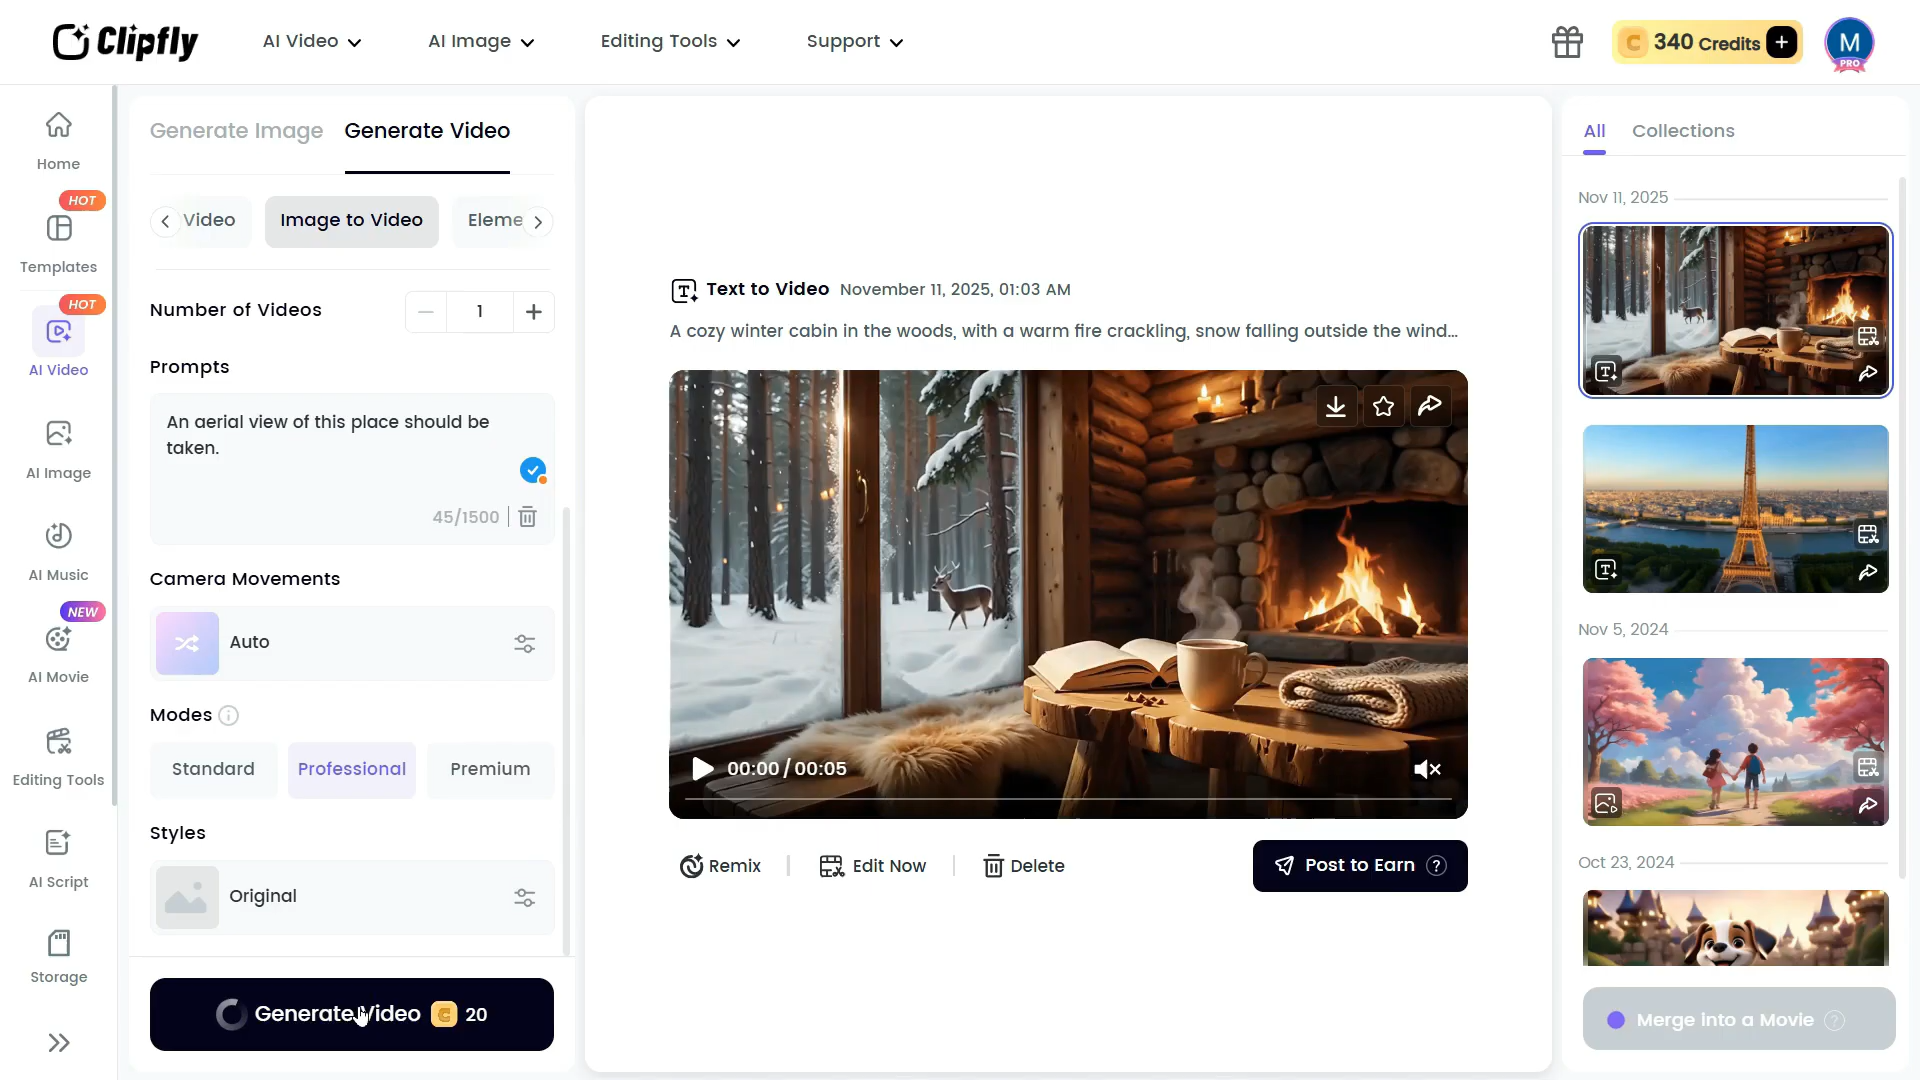 Clipfly
AI Video
AI Image
Editing Tools
Support
340 Credits
M
PRO
Home
HOT
Templates
HOT
AI Video
AI Image
AI Music
NEW
AI Movie
Editing Tools
AI Script
Storage
Generate Image
Generate Video
Video
Image to Video
Eleme
Number of Videos
1
Prompts
An aerial view of this place should be
taken.
45/1500
Camera Movements
Auto
Modes
Standard
Professional
Premium
Styles
Original
Generate Video
20
Text to Video
November 11, 2025, 01:03 AM
A cozy winter cabin in the woods, with a warm fire crackling, snow falling outside the wind...
00:00 / 00:05
Remix
Edit Now
Delete
Post to Earn
All
Collections
Nov 11, 2025
Nov 5, 2024
Oct 23, 2024
Merge into a Movie